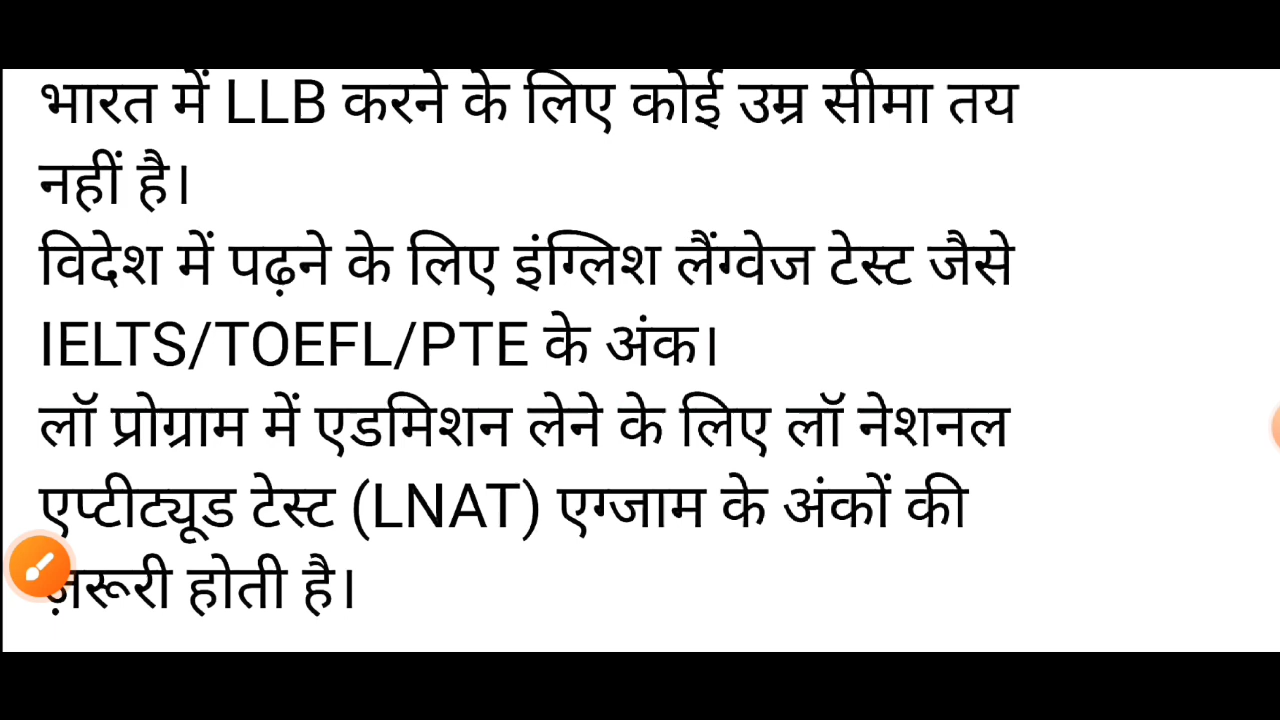 भारत में LLB करने के लिए कोई उम्र सीमा तय
नहीं है।
विदेश में पढ़ने के लिए इंग्लिश लैंग्वेज टेस्ट जैसे
IELTS/TOEFL/PTE के अंक।
लॉ प्रोग्राम में एडमिशन लेने के लिए लॉ नेशनल
एप्टीट्यूड टेस्ट (LNAT) एग्जाम के अंकों की
ज़रूरी होती है।